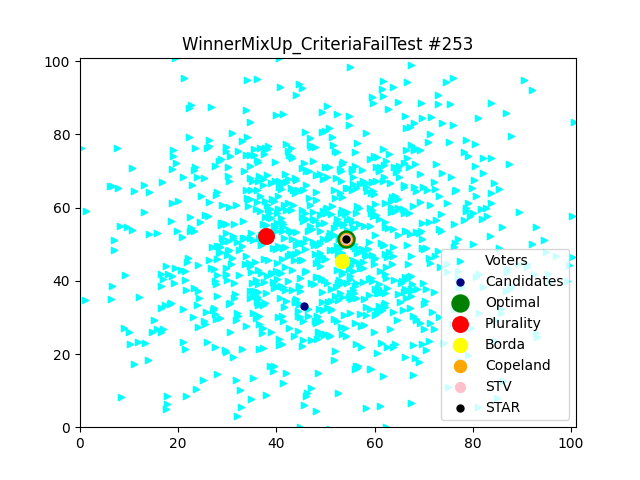 WinnerMixUp_CriteriaFailTest #253
100
80
60
40
20
0
0
20
40
60
80
100
Voters
Candidates
Optimal
Plurality
Borda
Copeland
STV
STAR